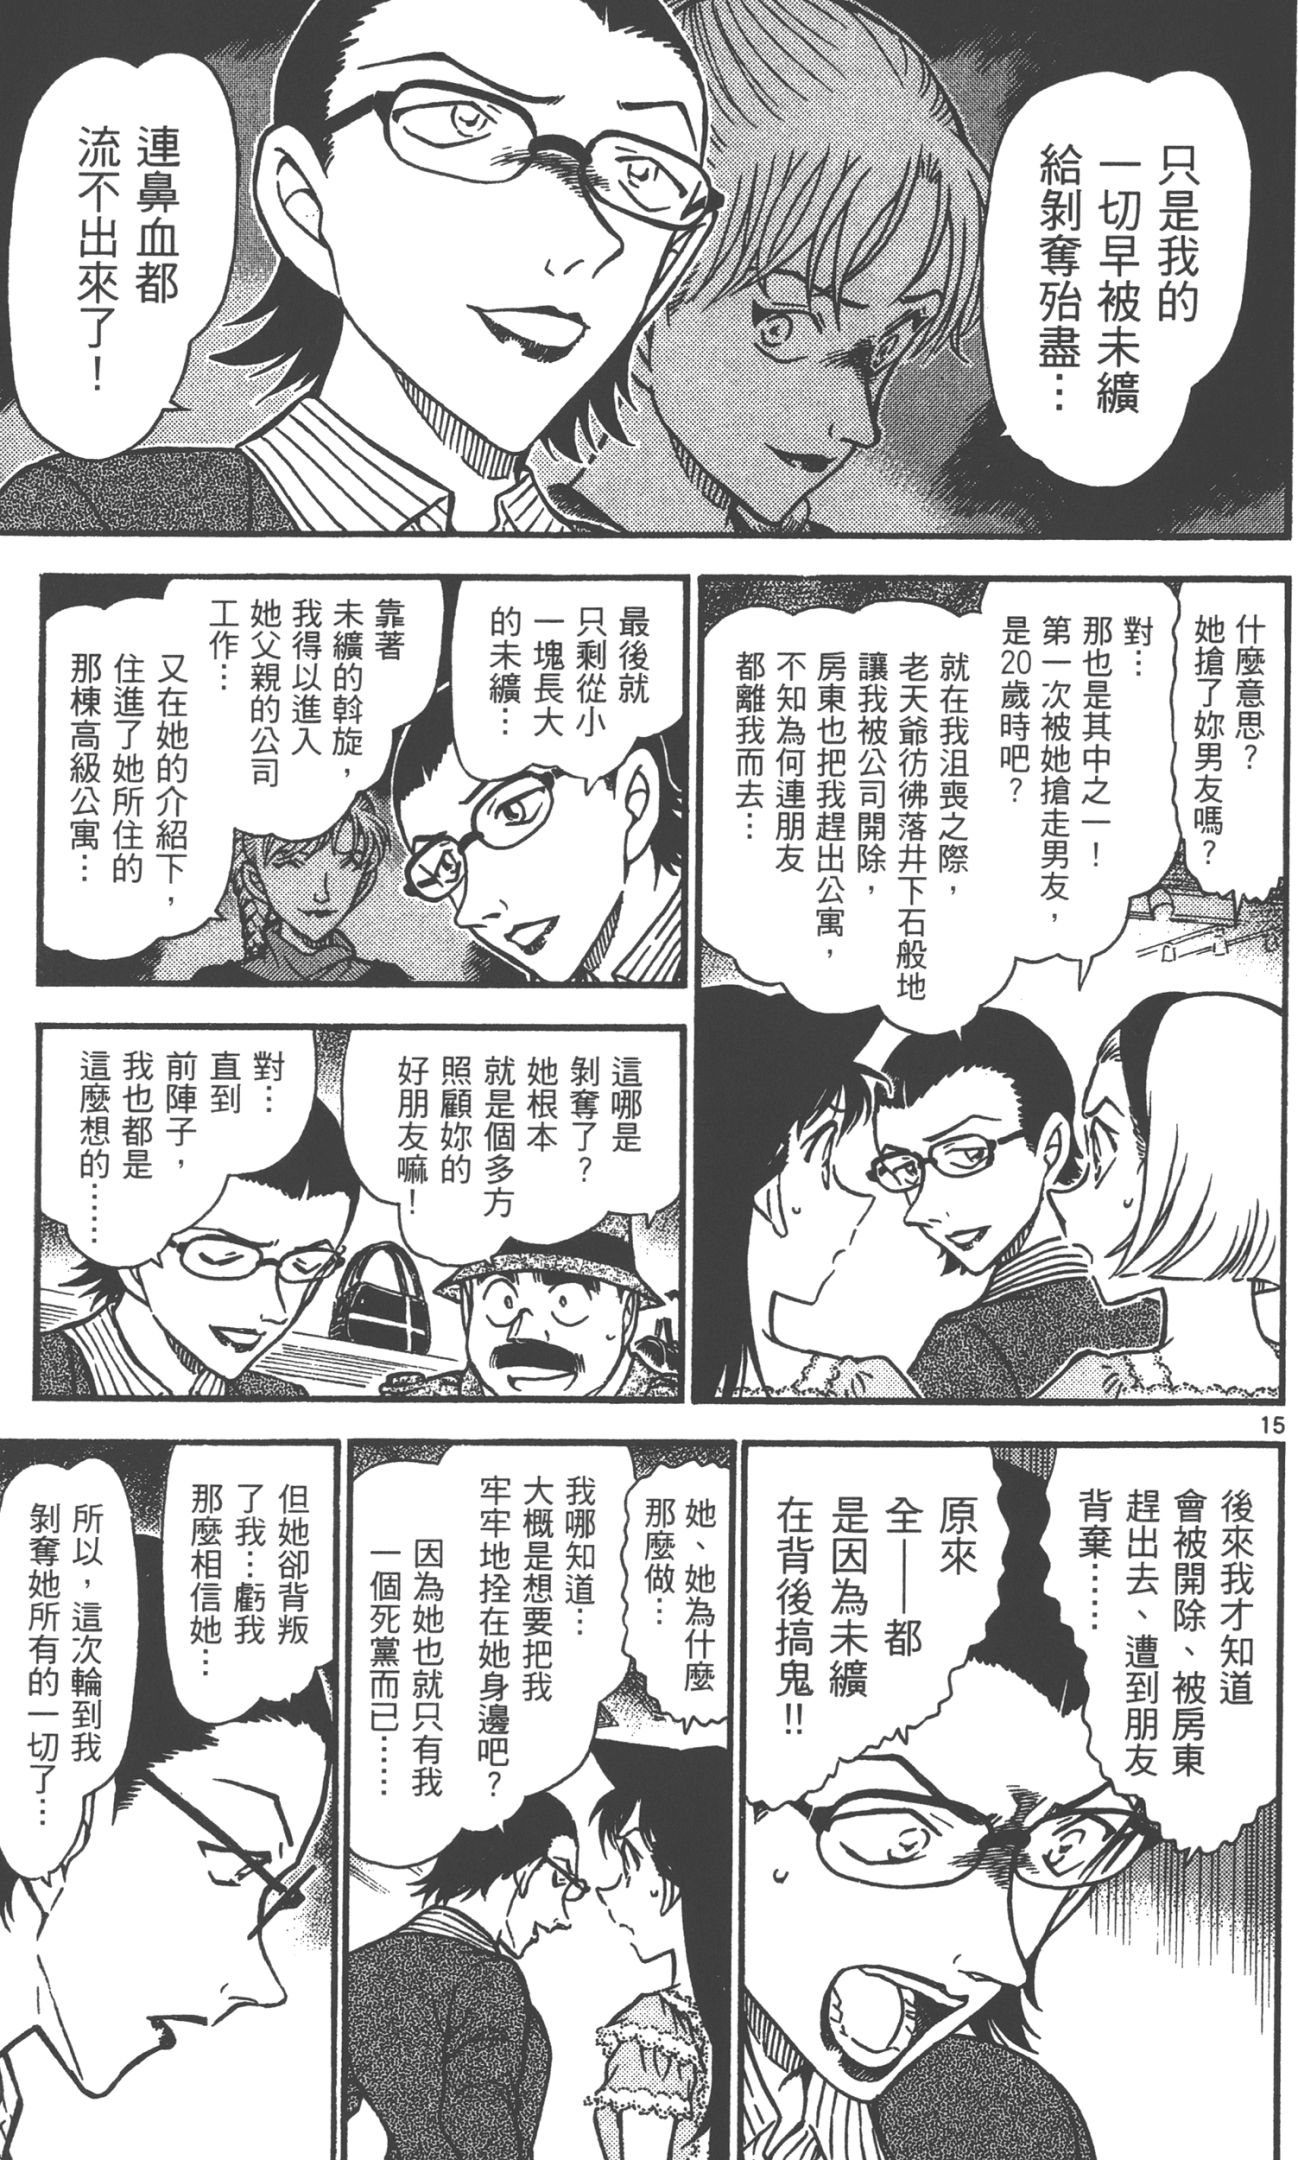 只是我的
一切早被未纊
給剝奪殆盡…
連鼻血都
流不出來了！
什麼意思？
她搶了妳男友嗎？
對…
那也是其中之一！
第一次被她搶走男友，
是20歲時吧？
就在我沮喪之際，
老天爺彷彿落井下石般地
讓我被公司開除，
房東也把我趕出公寓，
不知為何連朋友
都離我而去…
最後就
只剩從小
一塊長大
的未纊…
靠著
未纊的斡旋，
我得以進入
她父親的公司
工作…
又在她的介紹下，
住進了她所住的
那棟高級公寓…
這哪是
剝奪了？
她根本
就是個多方
照顧妳的
好朋友嘛！
對…
直到
前陣子，
我也都是
這麼想的……
15
後來我才知道
會被開除、被房東
趕出去、遭到朋友
背棄……
原來
全——都
是因為未纊
在背後搞鬼!!
她、她為什麼
那麼做…
我哪知道…
大概是想要把我
牢牢地拴在她身邊吧？
因為她也就只有我
一個死黨而已……
但她卻背叛
了我…虧我
那麼相信她…
所以，這次輪到我
剝奪她所有的一切了…